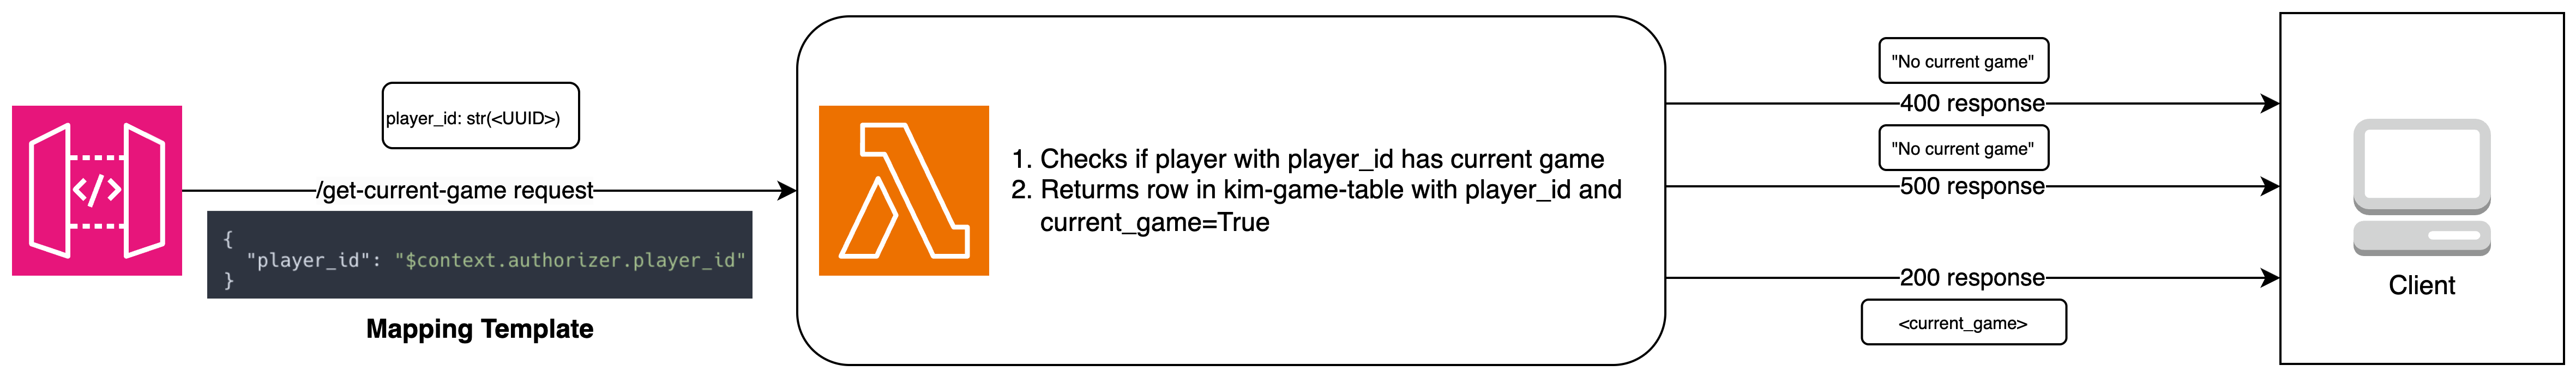 player_id: str(<UUID>)
/get-current-game request
{
"player_id": "$context.authorizer.player_id"
}
Mapping Template
</>
1. Checks if player with player_id has current game
2. Returms row in kim-game-table with player_id and
current_game=True
"No current game"
400 response
"No current game"
500 response
200 response
<current_game>
Client